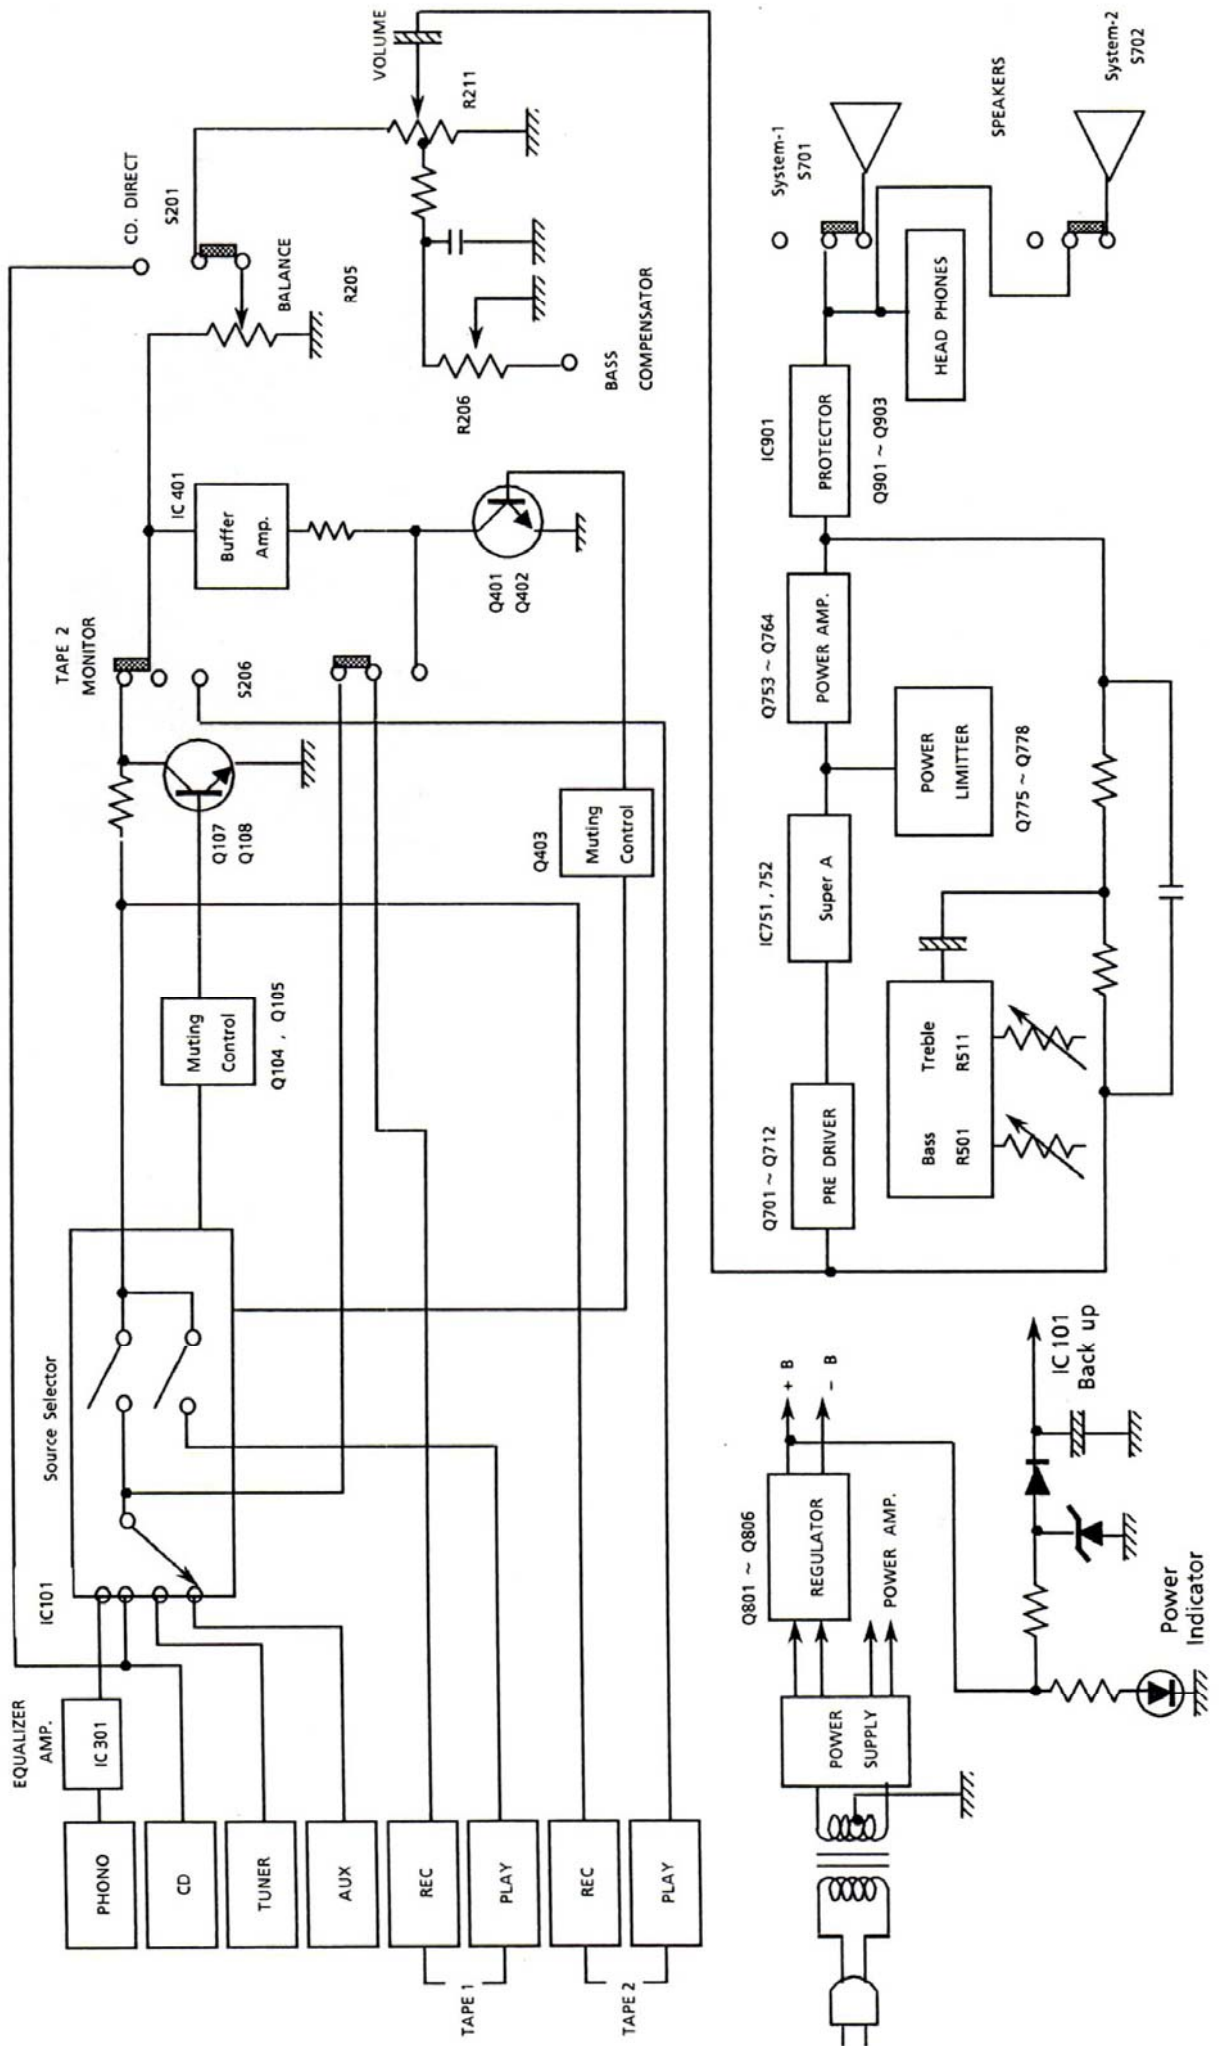 EQUALIZER
AMP.
IC101
Source Selector
IC 301
PHONO
CD
TUNER
AUX
REC
PLAY
REC
PLAY
TAPE 1
TAPE 2
Muting
Control
Q104 , Q105
Q107
Q108
TAPE 2
MONITOR
S206
Q403
Muting
Control
IC 401
Buffer
Amp.
Q401
Q402
CD. DIRECT
S201
BALANCE
R205
VOLUME
R211
R206
BASS
COMPENSATOR
Q701 ~ Q712
PRE DRIVER
IC751 , 752
Super A
Q753 ~ Q764
POWER AMP.
POWER
LIMITTER
Q775 ~ Q778
Bass
R501
Treble
R511
IC901
PROTECTOR
Q901 ~ Q903
HEAD PHONES
System-1
S701
SPEAKERS
System-2
S702
POWER
SUPPLY
Q801 ~ Q806
REGULATOR
POWER AMP.
+ B
– B
IC 101
Back up
Power
Indicator